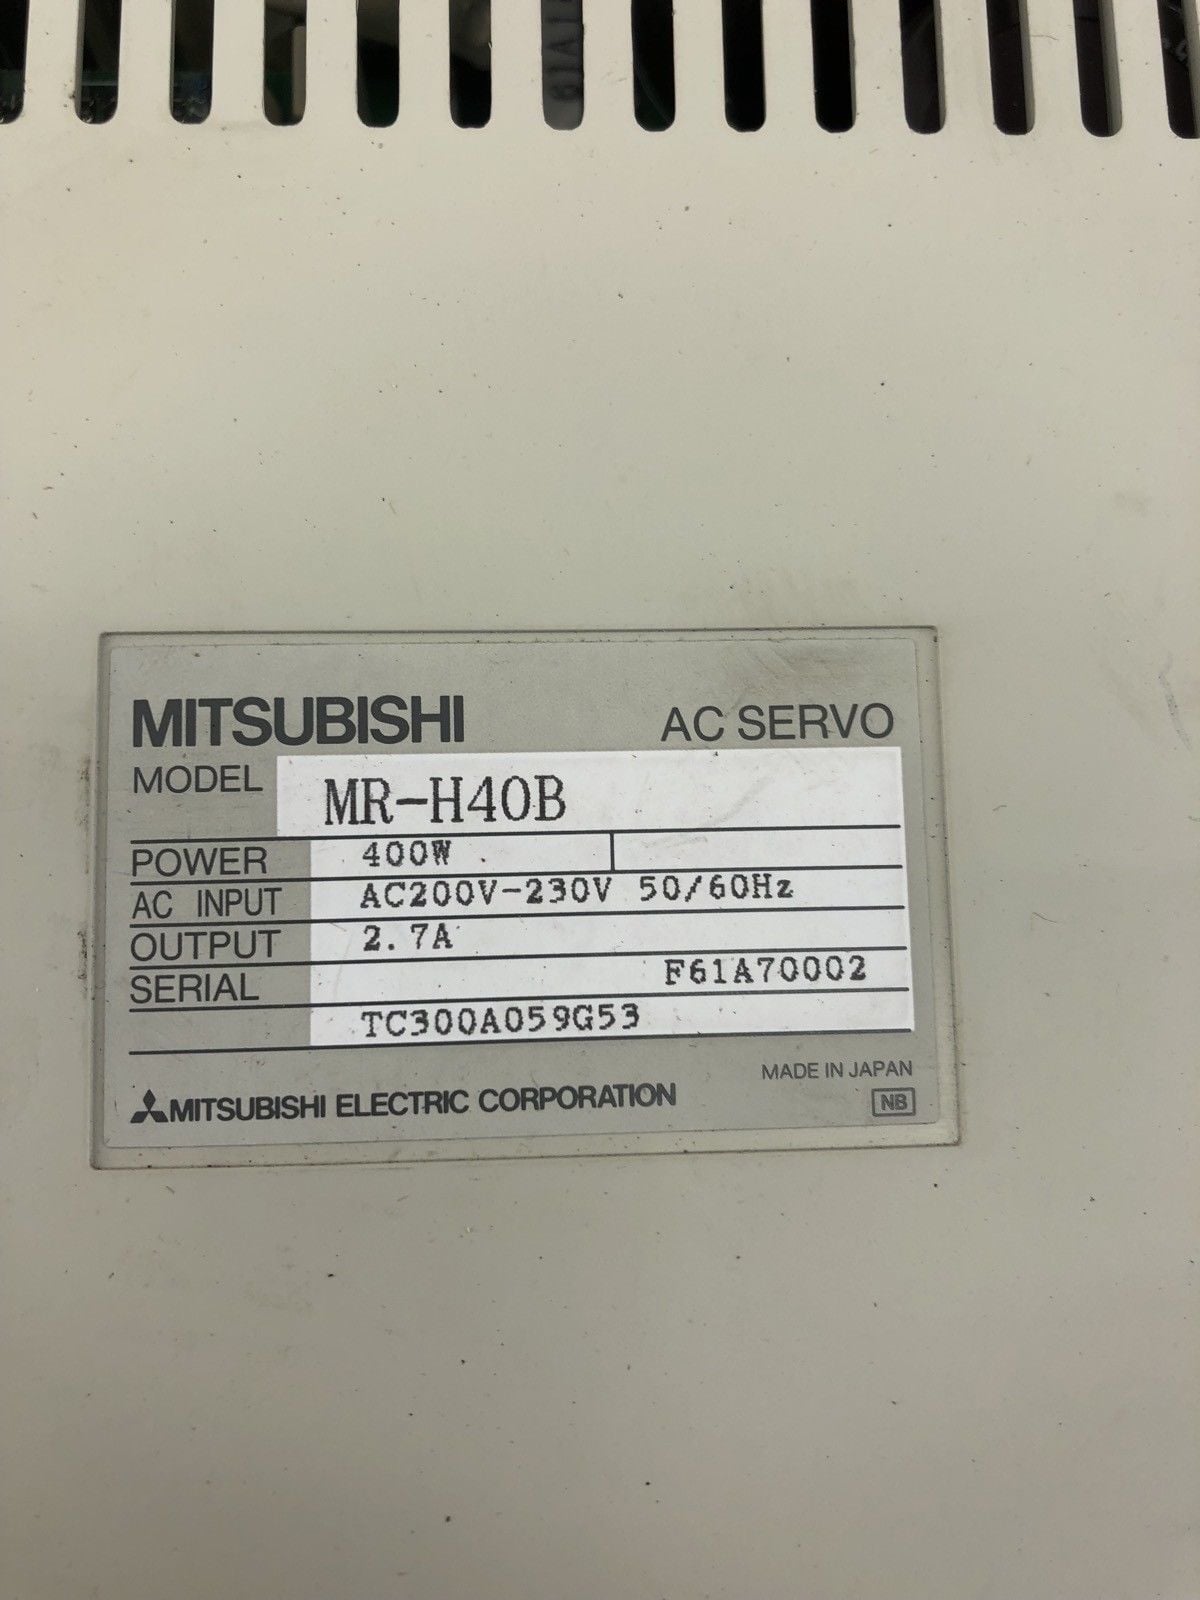 MITSUBISHI AC SERVO
MODEL MR-H40B
POWER 400W
AC INPUT AC200V-230V 50/60Hz
OUTPUT 2.7A
SERIAL F61A70002
TC300A059G53
MADE IN JAPAN
MITSUBISHI ELECTRIC CORPORATION NB